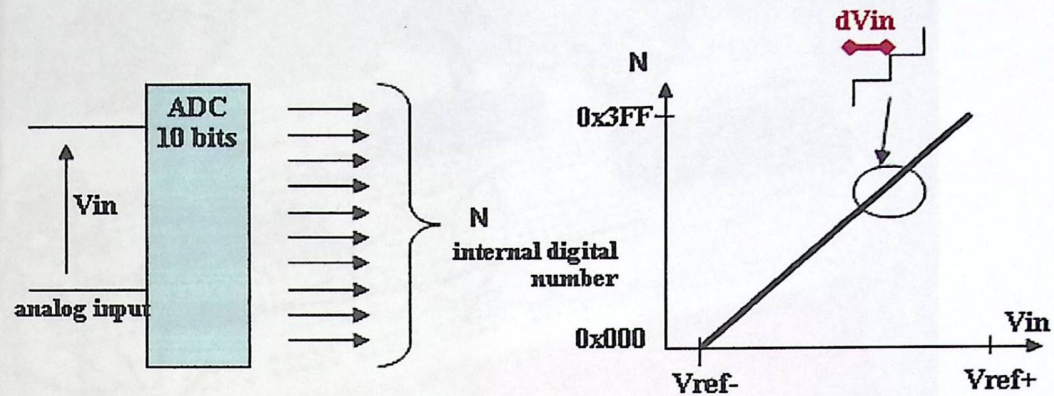 ADC
10 bits
Vin
analog input
N
internal digital
number
dVin
N
0x3FF
0x000
Vin
Vref-
Vref+